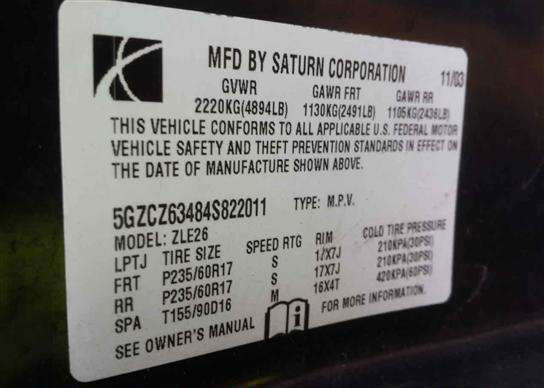 MFD BY SATURN CORPORATION 11/03
GVWR GAWR FRT GAWR RR
2220KG(4894LB) 1130KG(2491LB) 1105KG(2436LB)
THIS VEHICLE CONFORMS TO ALL APPLICABLE U.S. FEDERAL MOTOR
VEHICLE SAFETY AND THEFT PREVENTION STANDARDS IN EFFECT ON
THE DATE OF MANUFACTURE SHOWN ABOVE.
5GZCZ63484S822011 TYPE: M.P.V.
MODEL: ZLE26
LPTJ TIRE SIZE SPEED RTG RIM COLD TIRE PRESSURE
FRT P235/60R17 S 17X7J 210KPA(30PSI)
RR P235/60R17 S 17X7J 210KPA(30PSI)
SPA T155/90D16 M 16X4T 420KPA(60PSI)
SEE OWNER'S MANUAL FOR MORE INFORMATION.